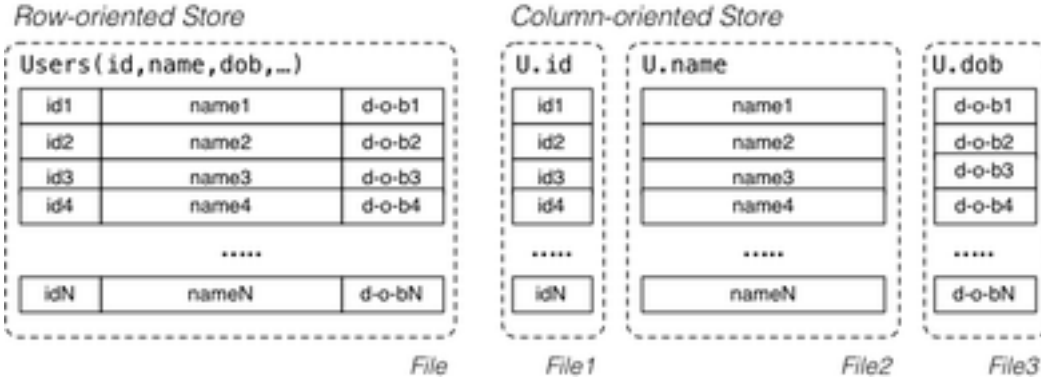 Row-oriented Store
Column-oriented Store
Users(id,name,dob,…)
id1 name1 d-o-b1
id2 name2 d-o-b2
id3 name3 d-o-b3
id4 name4 d-o-b4
.....
idN nameN d-o-bN
File
U.id
id1
id2
id3
id4
.....
idN
File1
U.name
name1
name2
name3
name4
.....
nameN
File2
U.dob
d-o-b1
d-o-b2
d-o-b3
d-o-b4
.....
d-o-bN
File3